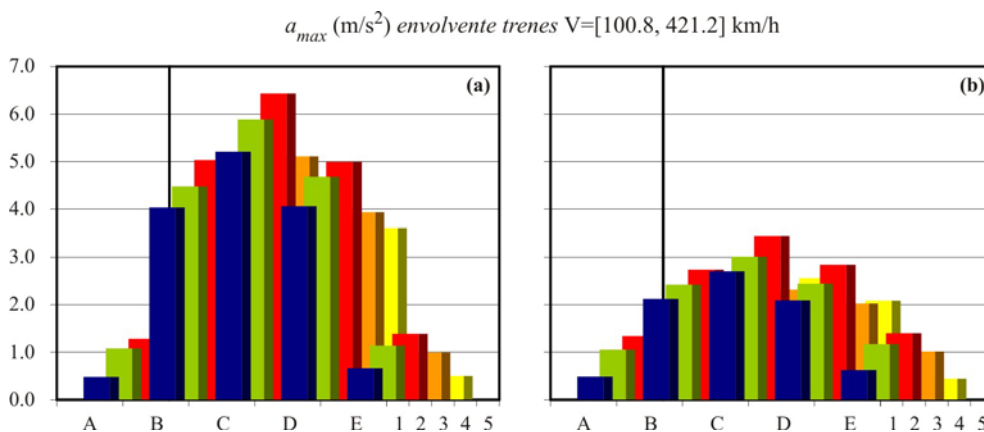 a_max (m/s²) envolvente trenes V=[100.8, 421.2] km/h
7.0
(a)
(b)
6.0
5.0
4.0
3.0
2.0
1.0
0.0
A B C D E 1 2 3 4 5
A B C D E 1 2 3 4 5